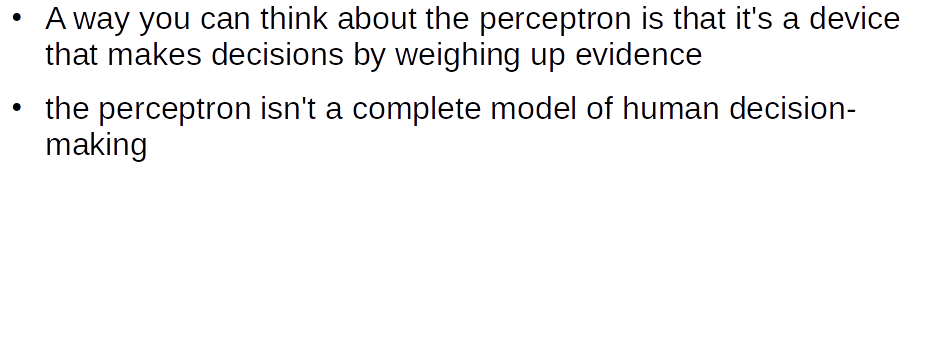 • A way you can think about the perceptron is that it's a device
that makes decisions by weighing up evidence
• the perceptron isn't a complete model of human decision-
making